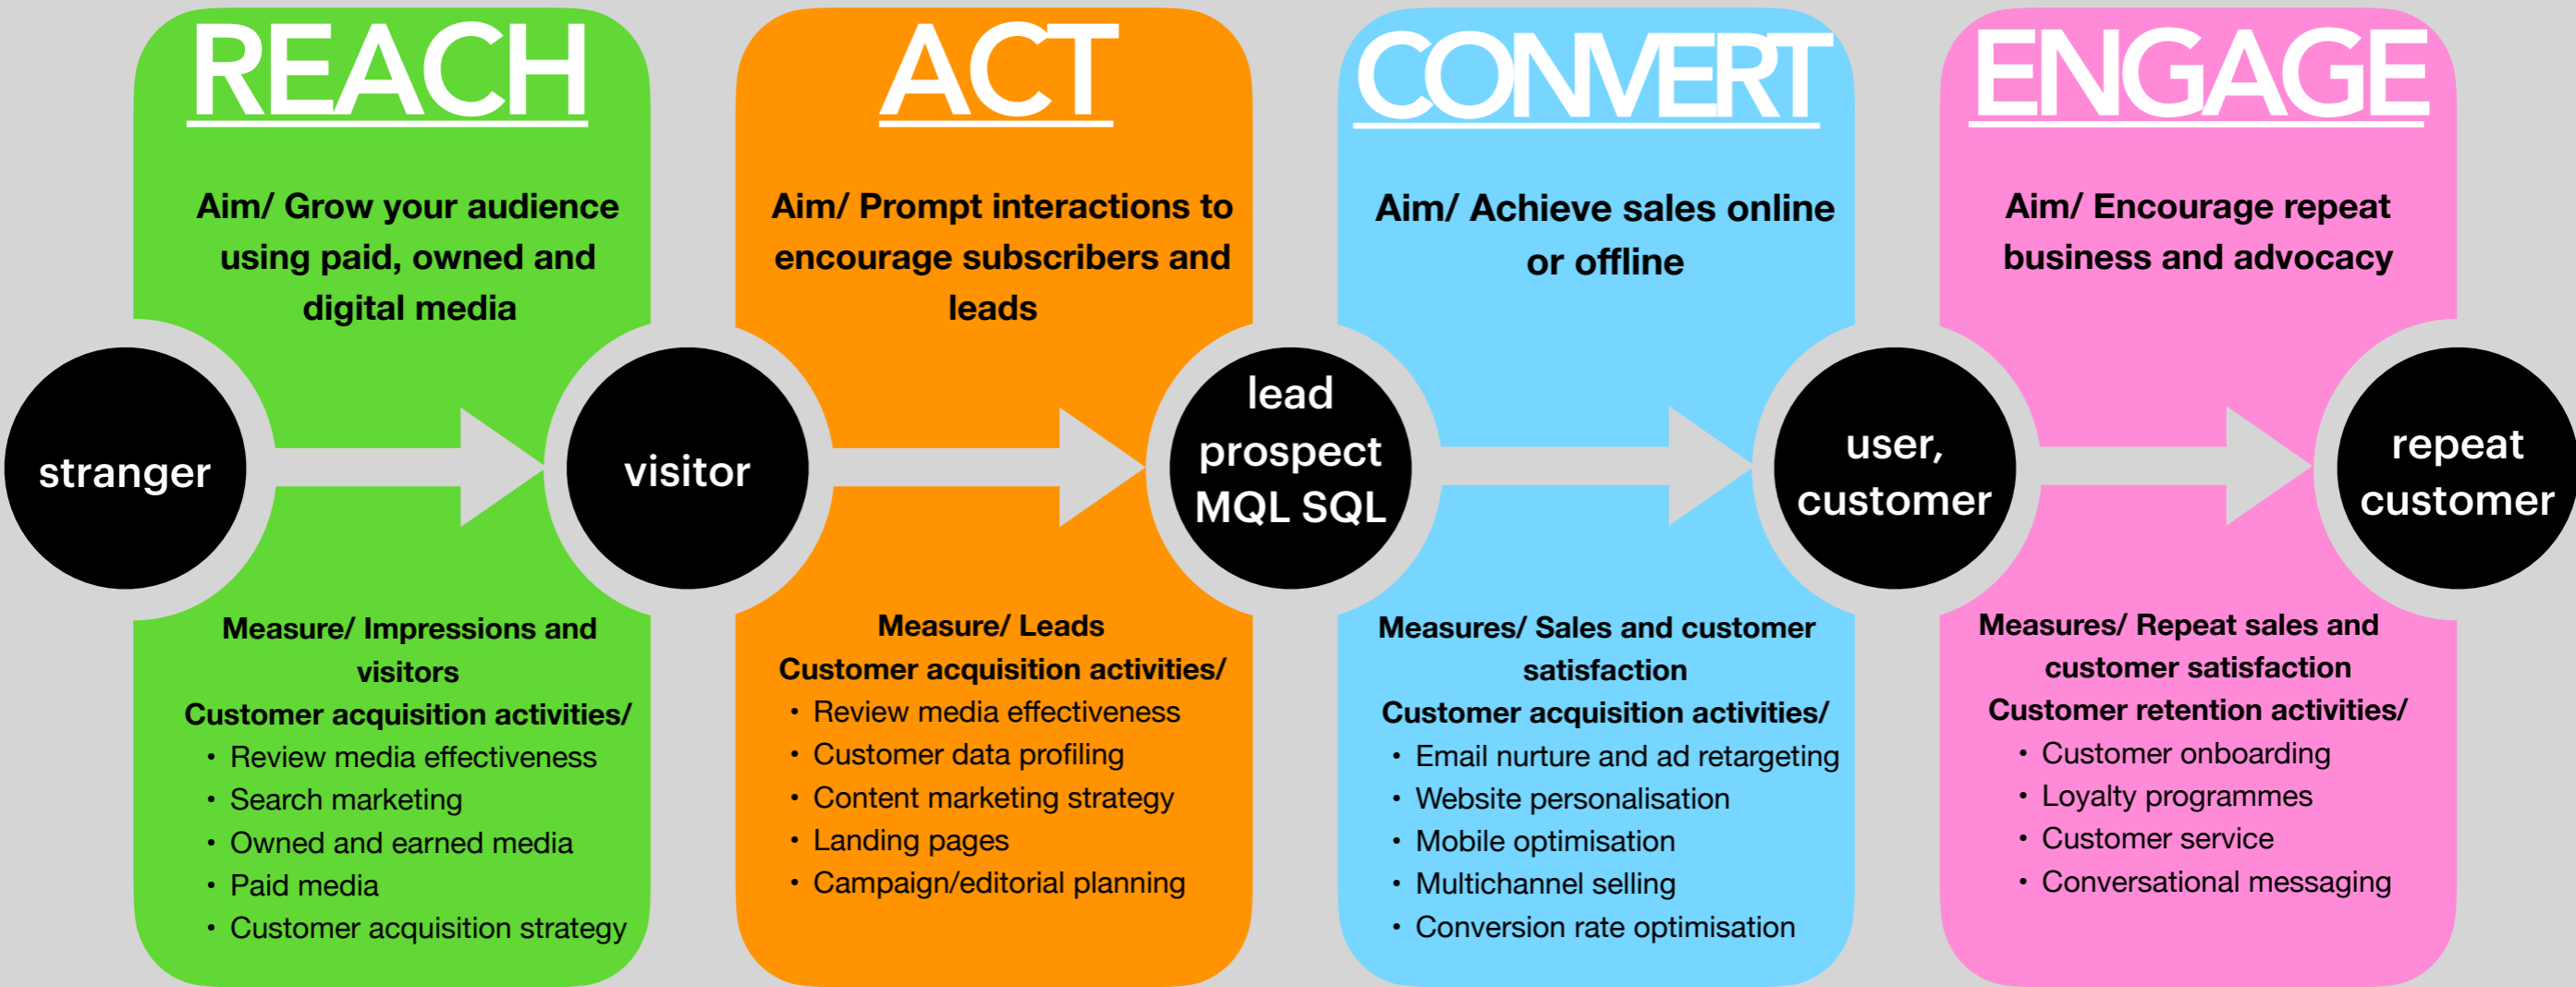 REACH
Aim/ Grow your audience
using paid, owned and
digital media
stranger
Measure/ Impressions and
visitors
Customer acquisition activities/
• Review media effectiveness
• Search marketing
• Owned and earned media
• Paid media
• Customer acquisition strategy
visitor
ACT
Aim/ Prompt interactions to
encourage subscribers and
leads
Measure/ Leads
Customer acquisition activities/
• Review media effectiveness
• Customer data profiling
• Content marketing strategy
• Landing pages
• Campaign/editorial planning
lead
prospect
MQL SQL
CONVERT
Aim/ Achieve sales online
or offline
Measures/ Sales and customer
satisfaction
Customer acquisition activities/
• Email nurture and ad retargeting
• Website personalisation
• Mobile optimisation
• Multichannel selling
• Conversion rate optimisation
user,
customer
ENGAGE
Aim/ Encourage repeat
business and advocacy
Measures/ Repeat sales and
customer satisfaction
Customer retention activities/
• Customer onboarding
• Loyalty programmes
• Customer service
• Conversational messaging
repeat
customer